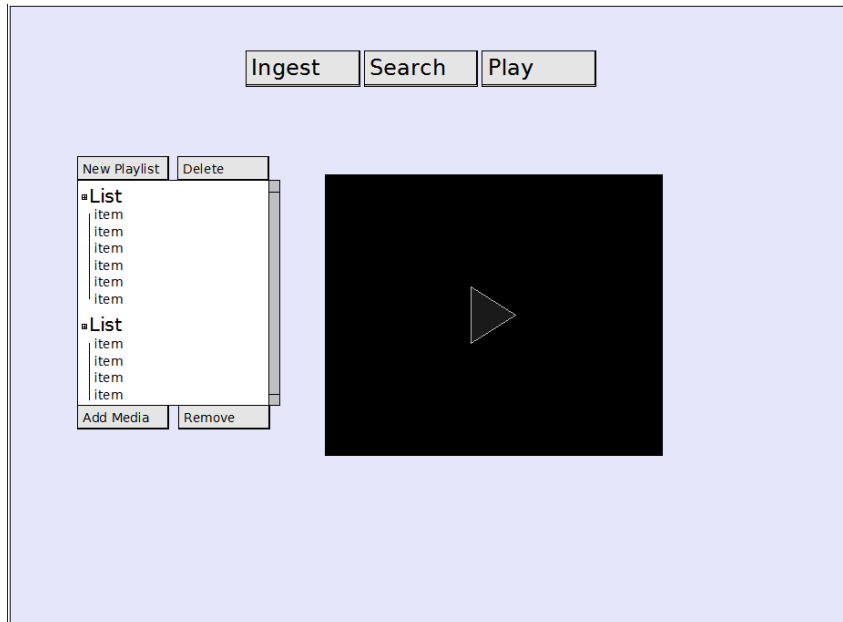 Ingest Search Play
New Playlist Delete
List
item
item
item
item
item
item
List
item
item
item
item
Add Media Remove